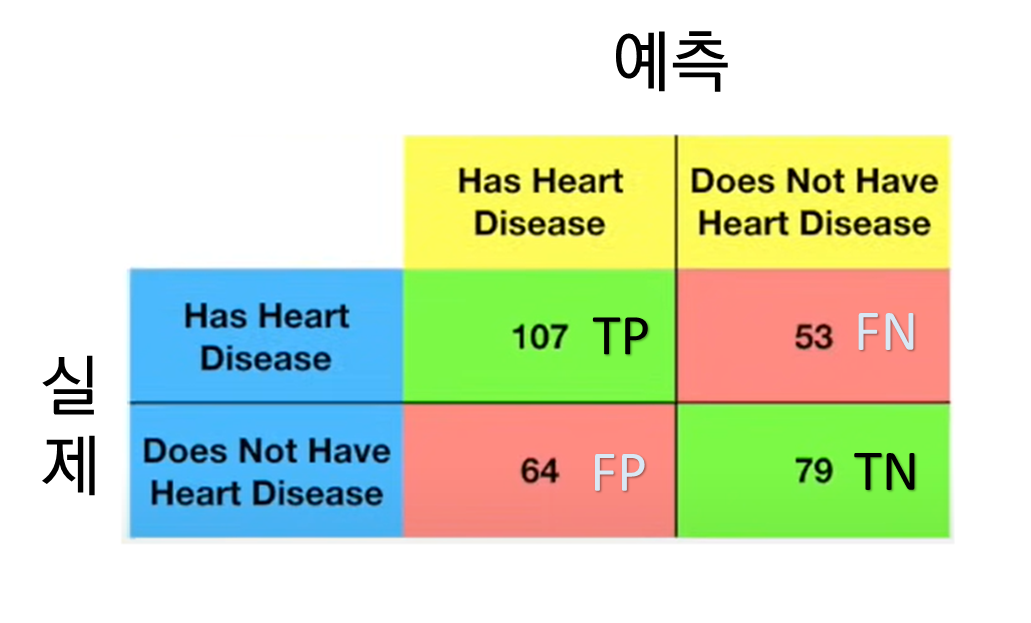 예측
Has Heart
Disease
Does Not Have
Heart Disease
Has Heart
Disease
107 TP
53 FN
실
제
Does Not Have
Heart Disease
64 FP
79 TN